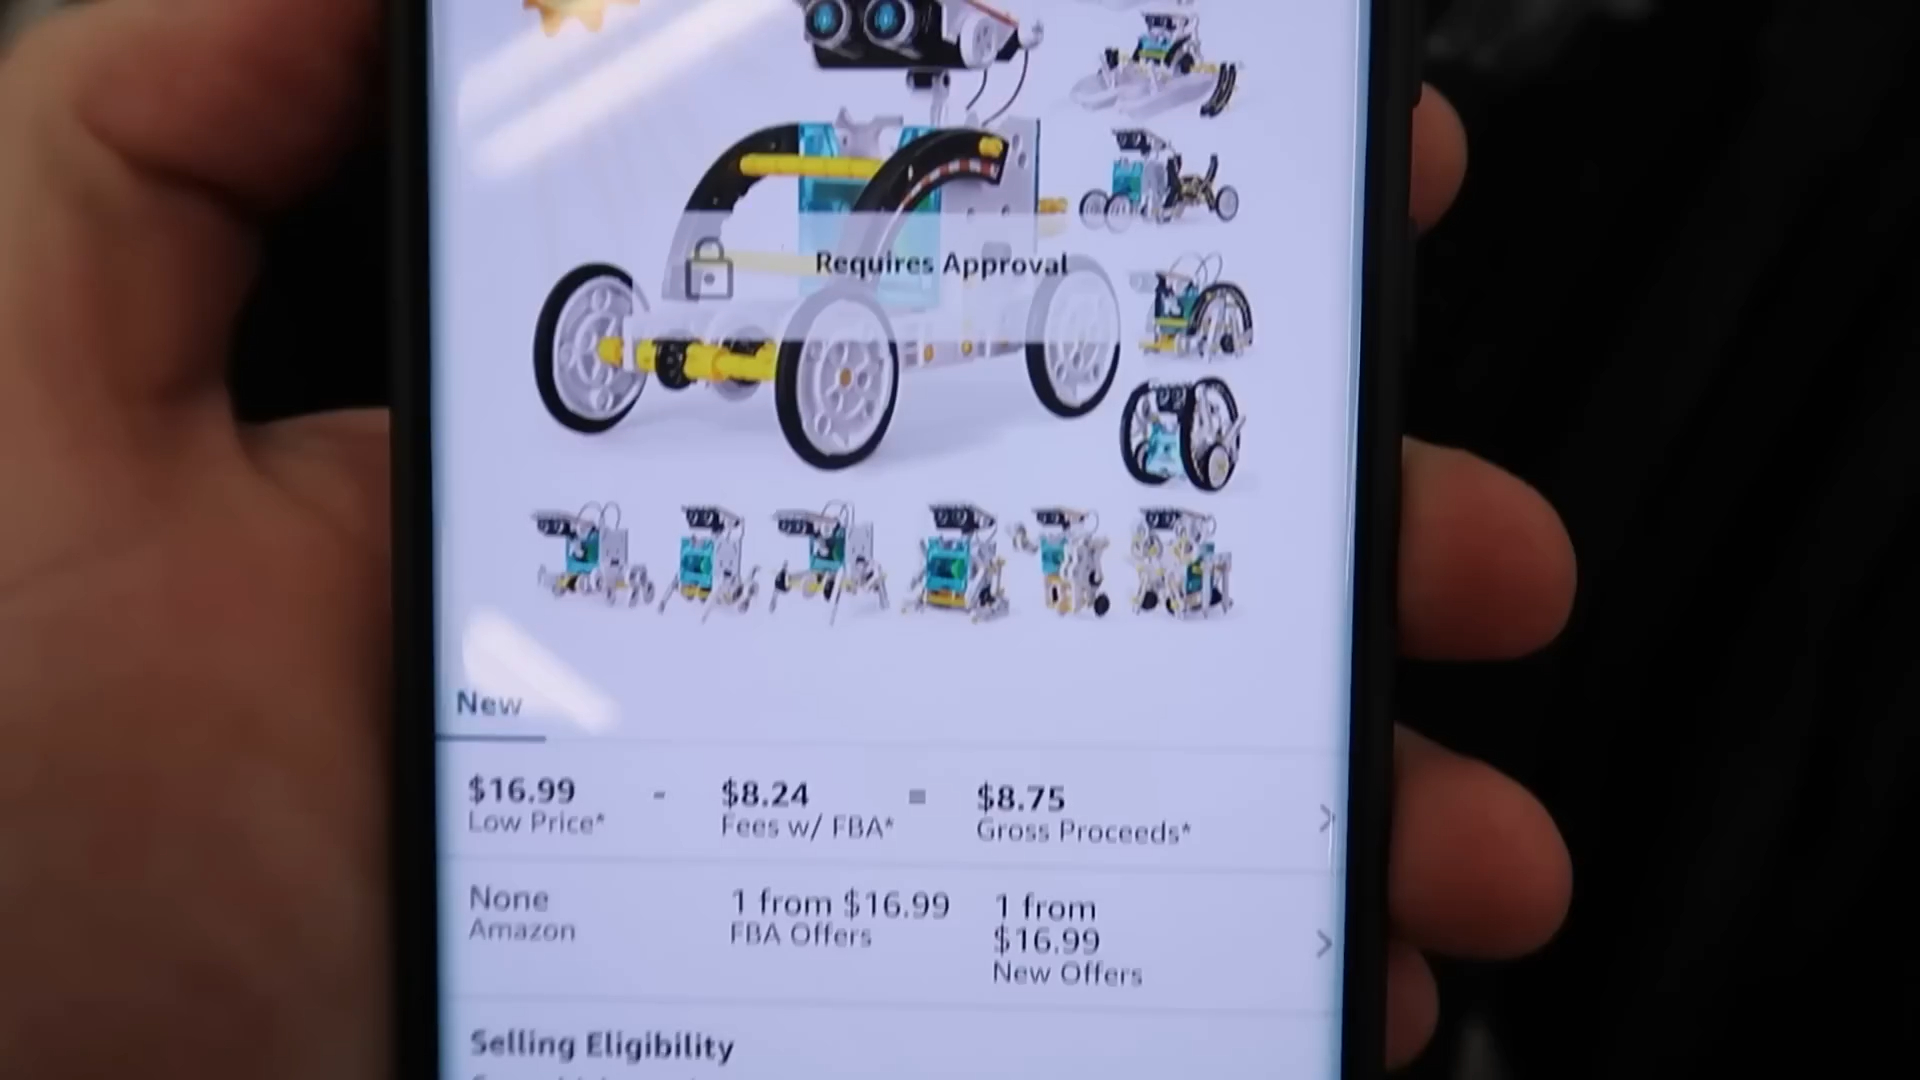 Requires Approval
New
$16.99 - $8.24 = $8.75
Low Price* Fees w/ FBA* Gross Proceeds*
None 1 from $16.99 1 from
Amazon FBA Offers $16.99
New Offers
Selling Eligibility